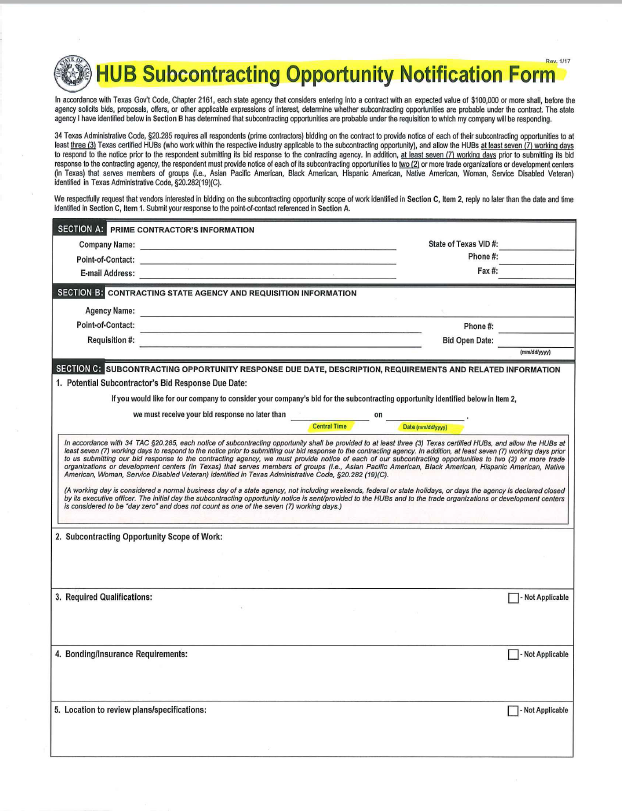 Rev. 1/17
HUB Subcontracting Opportunity Notification Form
In accordance with Texas Gov't Code, Chapter 2161, each state agency that considers entering into a contract with an expected value of $100,000 or more shall, before the
agency solicits bids, proposals, offers, or other applicable expressions of interest, determine whether subcontracting opportunities are probable under the contract. The state
agency I have identified below in Section B has determined that subcontracting opportunities are probable under the requisition to which my company will be responding.
34 Texas Administrative Code, §20.285 requires all respondents (prime contractors) bidding on the contract to provide notice of each of their subcontracting opportunities to at
least three (3) Texas certified HUBs (who work within the respective industry applicable to the subcontracting opportunity), and allow the HUBs at least seven (7) working days
to respond to the notice prior to the respondent submitting its bid response to the contracting agency. In addition, at least seven (7) working days prior to submitting its bid
response to the contracting agency, the respondent must provide notice of each of its subcontracting opportunities to two (2) or more trade organizations or development centers
(in Texas) that serves members of groups (i.e., Asian Pacific American, Black American, Hispanic American, Native American, Woman, Service Disabled Veteran)
identified in Texas Administrative Code, §20.282(19)(C).
We respectfully request that vendors interested in bidding on the subcontracting opportunity scope of work identified in Section C, Item 2, reply no later than the date and time
identified in Section C, Item 1. Submit your response to the point-of-contact referenced in Section A.
SECTION A: PRIME CONTRACTOR'S INFORMATION
Company Name: State of Texas VID #:
Point-of-Contact: Phone #:
E-mail Address: Fax #:
SECTION B: CONTRACTING STATE AGENCY AND REQUISITION INFORMATION
Agency Name:
Point-of-Contact: Phone #:
Requisition #: Bid Open Date:
(mm/dd/yyyy)
SECTION C: SUBCONTRACTING OPPORTUNITY RESPONSE DUE DATE, DESCRIPTION, REQUIREMENTS AND RELATED INFORMATION
1. Potential Subcontractor's Bid Response Due Date:
If you would like for our company to consider your company's bid for the subcontracting opportunity identified below in Item 2,
we must receive your bid response no later than on .
Central Time Date (mm/dd/yyyy)
In accordance with 34 TAC §20.285, each notice of subcontracting opportunity shall be provided to at least three (3) Texas certified HUBs, and allow the HUBs at
least seven (7) working days to respond to the notice prior to submitting our bid response to the contracting agency. In addition, at least seven (7) working days prior
to us submitting our bid response to the contracting agency, we must provide notice of each of our subcontracting opportunities to two (2) or more trade
organizations or development centers (in Texas) that serves members of groups (i.e., Asian Pacific American, Black American, Hispanic American, Native
American, Woman, Service Disabled Veteran) identified in Texas Administrative Code, §20.282 (19)(C).
(A working day is considered a normal business day of a state agency, not including weekends, federal or state holidays, or days the agency is declared closed
by its executive officer. The initial day the subcontracting opportunity notice is sent/provided to the HUBs and to the trade organizations or development centers
is considered to be "day zero" and does not count as one of the seven (7) working days.)
2. Subcontracting Opportunity Scope of Work:
3. Required Qualifications: - Not Applicable
4. Bonding/Insurance Requirements: - Not Applicable
5. Location to review plans/specifications: - Not Applicable